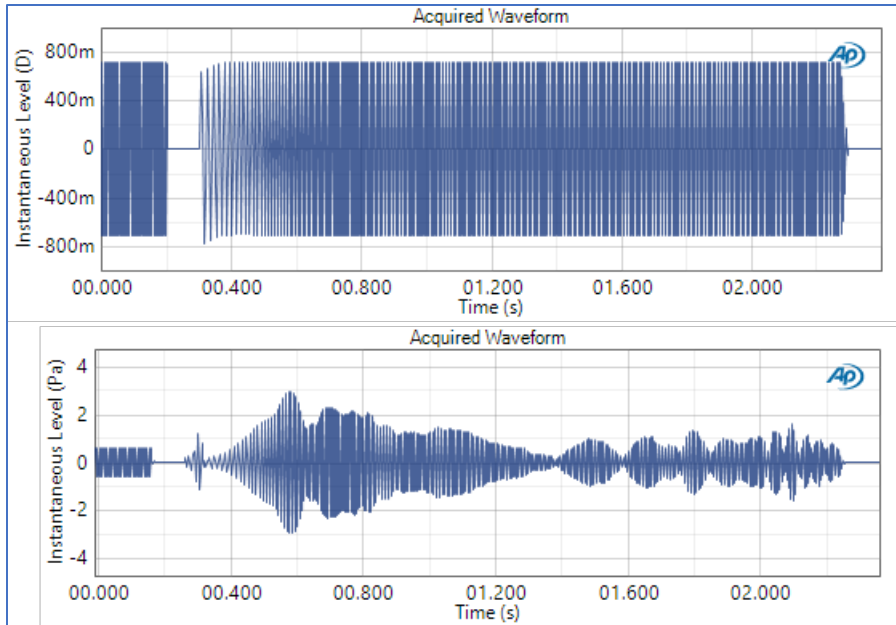 Acquired Waveform
Instantaneous Level (D)
800m
400m
0
-400m
-800m
AP
00.000 00.400 00.800 01.200 01.600 02.000
Time (s)
Acquired Waveform
Instantaneous Level (Pa)
4
2
0
-2
-4
AP
00.000 00.400 00.800 01.200 01.600 02.000
Time (s)